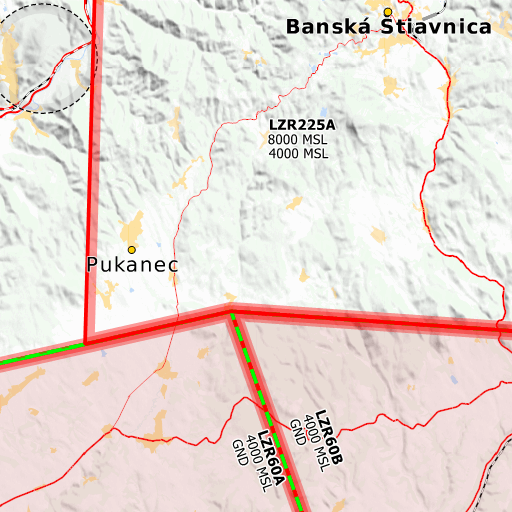 Banská Štiavnica
LZR225A
8000 MSL
4000 MSL
Pukanec
LZR60B
4000 MSL
GND
LZR60A
4000 MSL
GND